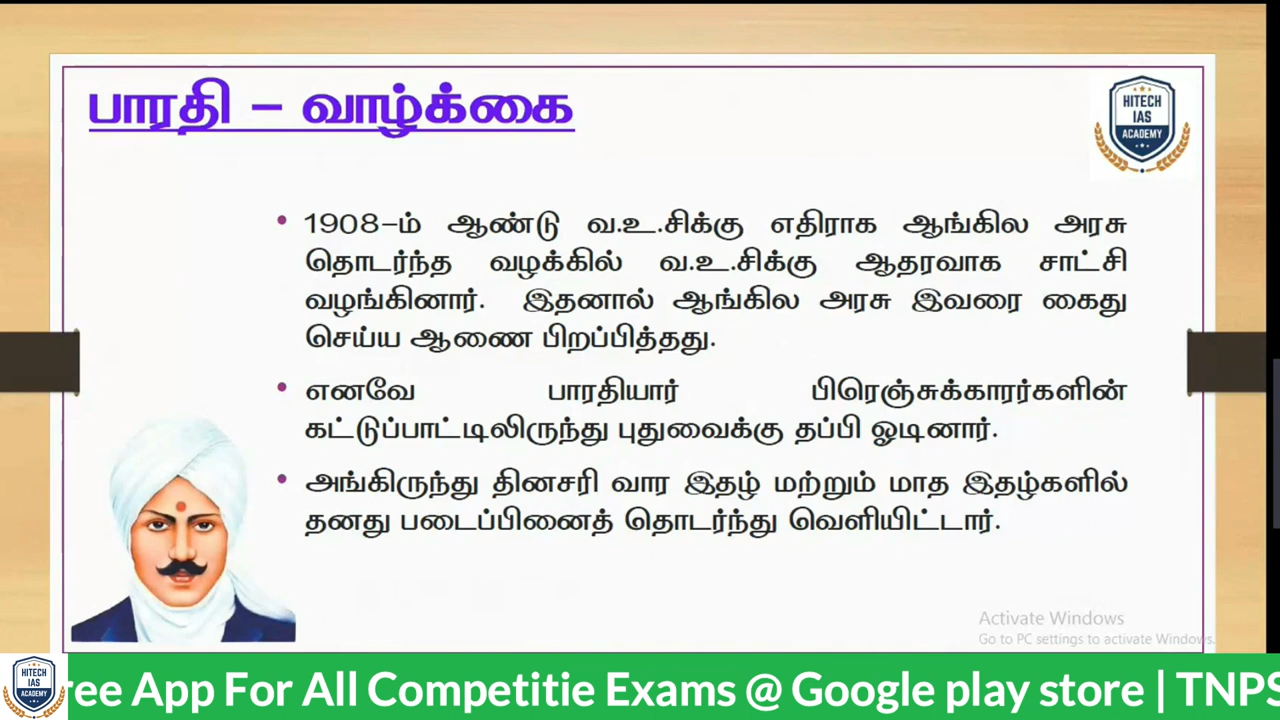 பாரதி – வாழ்க்கை
HITECH
IAS
ACADEMY
1908–ம் ஆண்டு வ.உ.சிக்கு எதிராக ஆங்கில அரசு
தொடர்ந்த வழக்கில் வ.உ.சிக்கு ஆதரவாக சாட்சி
வழங்கினார். இதனால் ஆங்கில அரசு இவரை கைது
செய்ய ஆணை பிறப்பித்தது.
எனவே பாரதியார் பிரெஞ்சுக்காரர்களின்
கட்டுப்பாட்டிலிருந்து புதுவைக்கு தப்பி ஓடினார்.
அங்கிருந்து தினசரி வார இதழ் மற்றும் மாத இதழ்களில்
தனது படைப்பினைத் தொடர்ந்து வெளியிட்டார்.
Activate Windows
Go to PC settings to activate Windows.
HITECH
IAS
ACADEMY
ree App For All Competitie Exams @ Google play store | TNPS